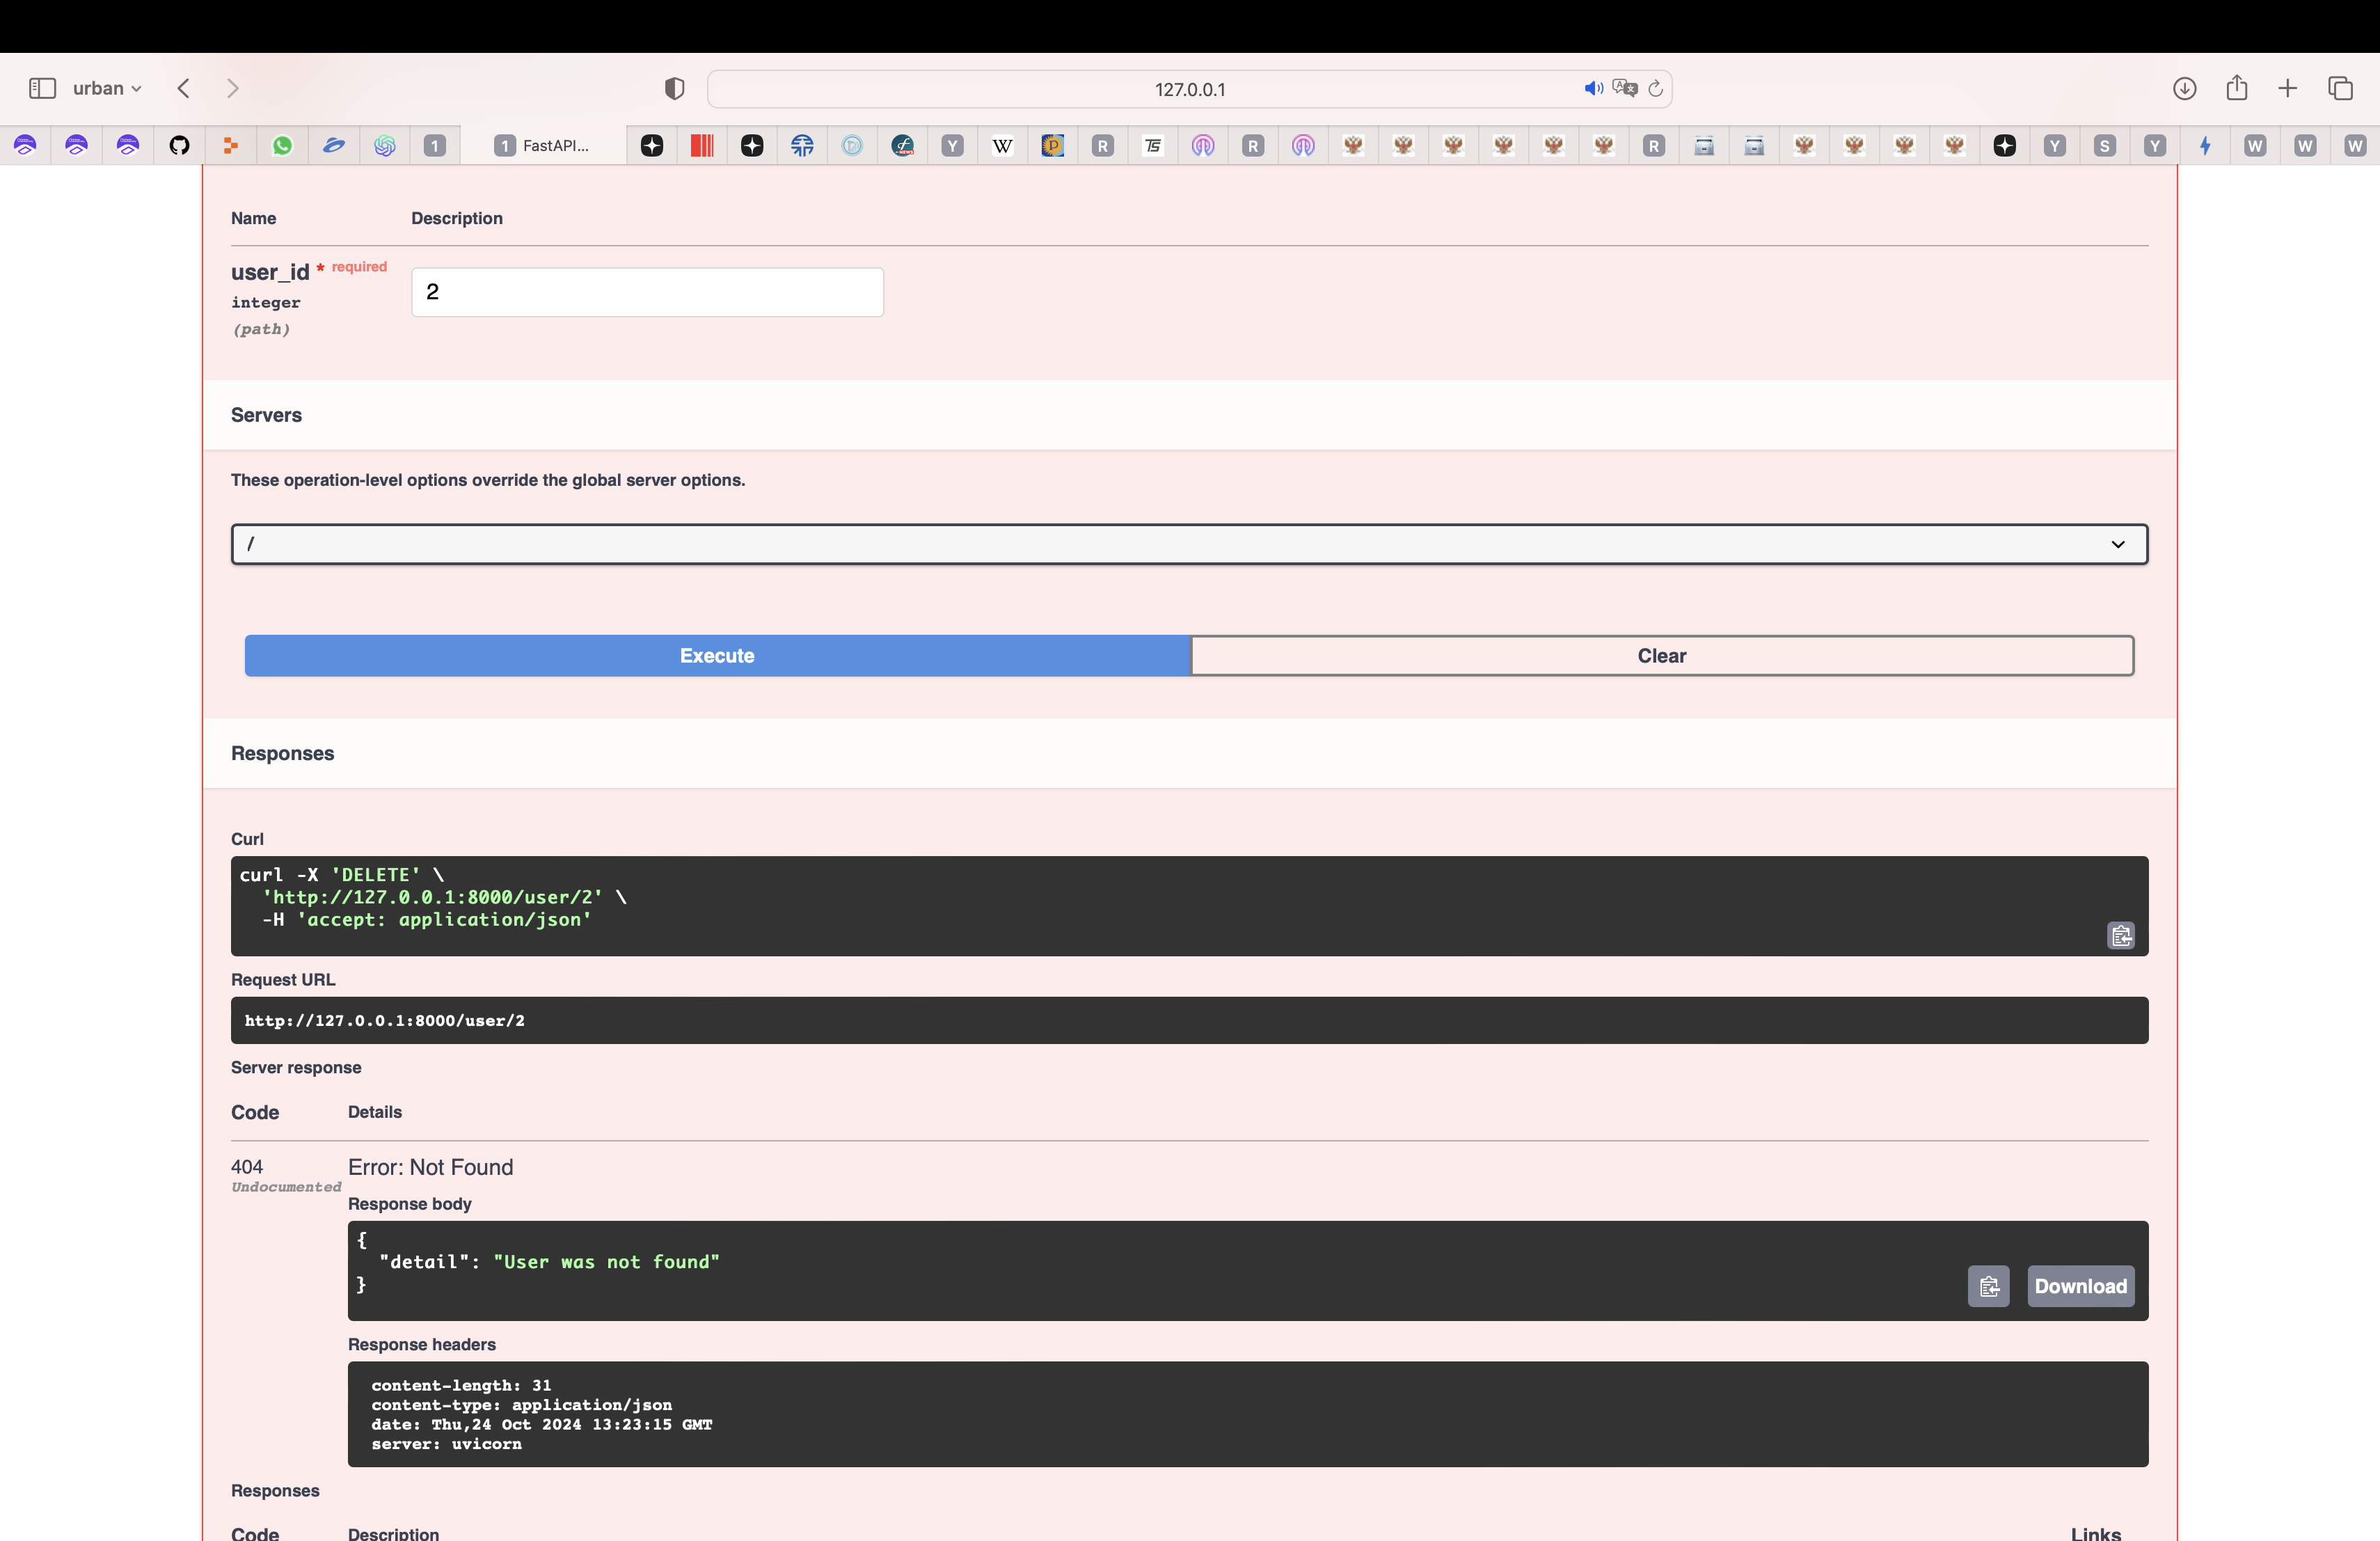 urban
127.0.0.1
1
1 FastAPI...
Y
W
P
R
TS
R
R
Y
S
Y
W
W
W
Name Description
user_id * required
2
integer
(path)
Servers
These operation-level options override the global server options.
/
Execute Clear
Responses
Curl
curl -X 'DELETE' \
'http://127.0.0.1:8000/user/2' \
-H 'accept: application/json'
Request URL
http://127.0.0.1:8000/user/2
Server response
Code Details
404 Error: Not Found
Undocumented
Response body
{
"detail": "User was not found"
}
Download
Response headers
content-length: 31
content-type: application/json
date: Thu,24 Oct 2024 13:23:15 GMT
server: uvicorn
Responses
Code Description Links